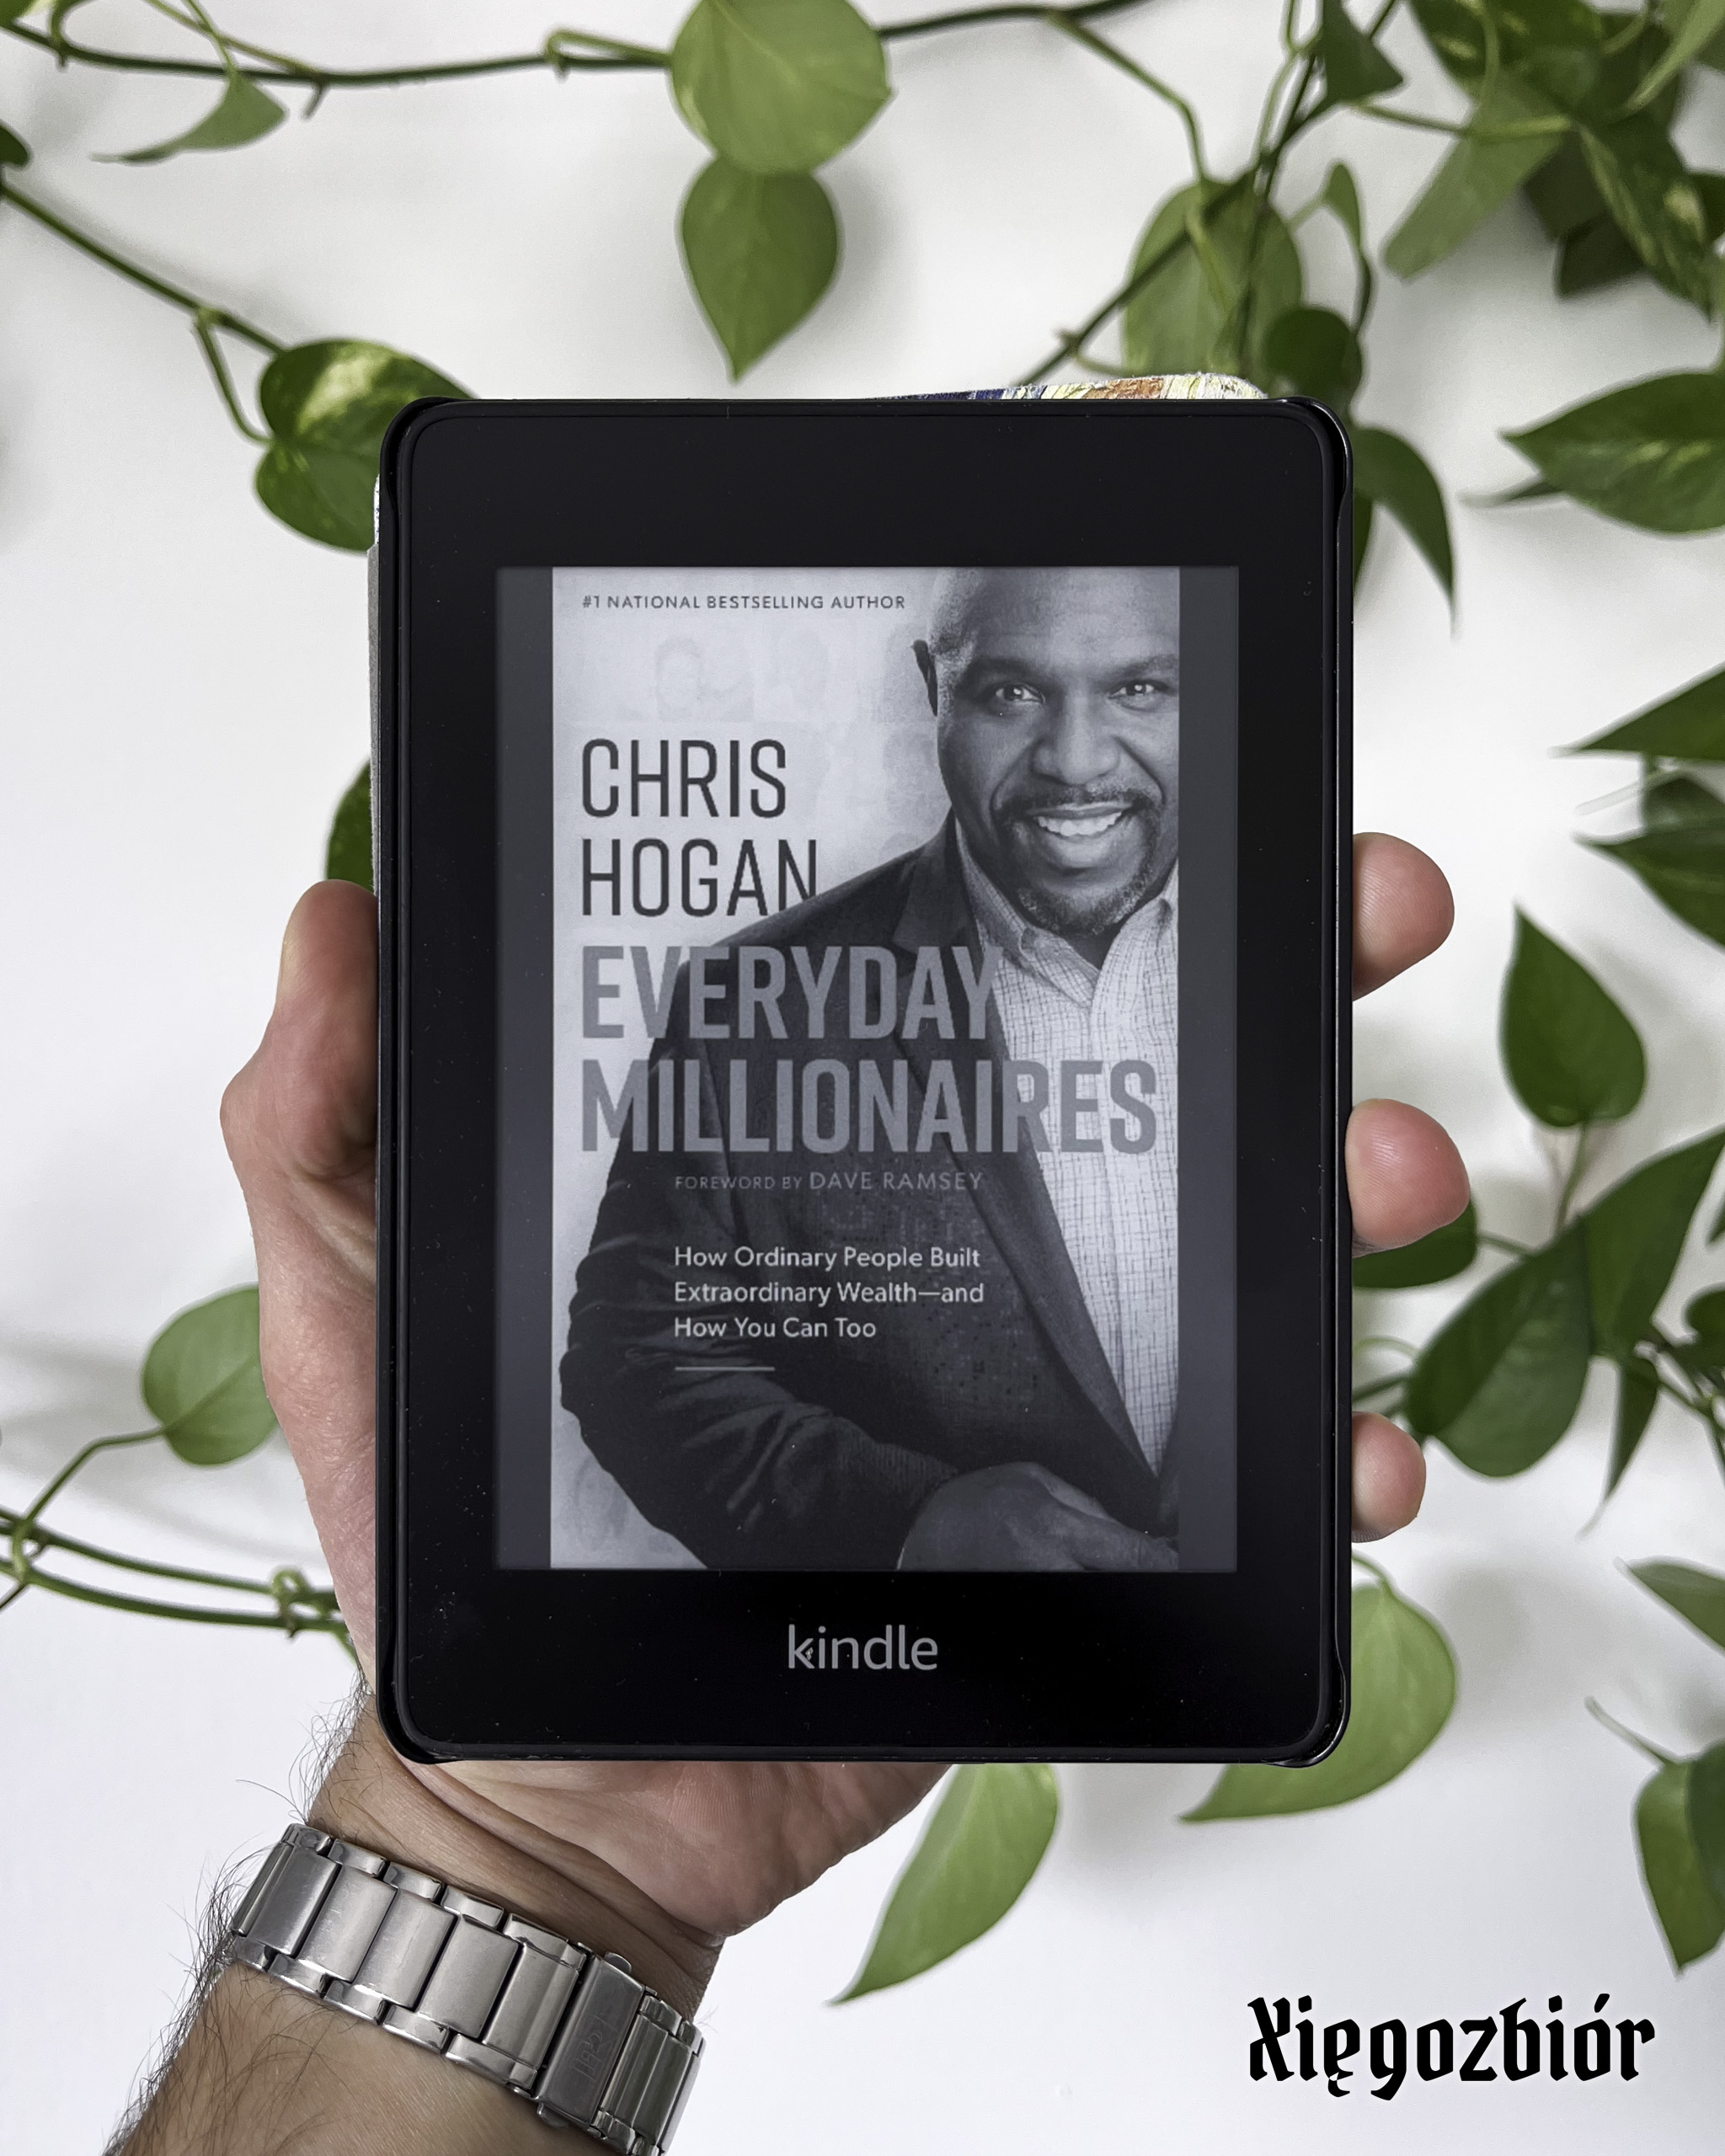 #1 NATIONAL BESTSELLING AUTHOR
CHRIS
HOGAN
EVERYDAY
MILLIONAIRES
FOREWORD BY DAVE RAMSEY
How Ordinary People Built
Extraordinary Wealth—and
How You Can Too
kindle
Xięgozbiór